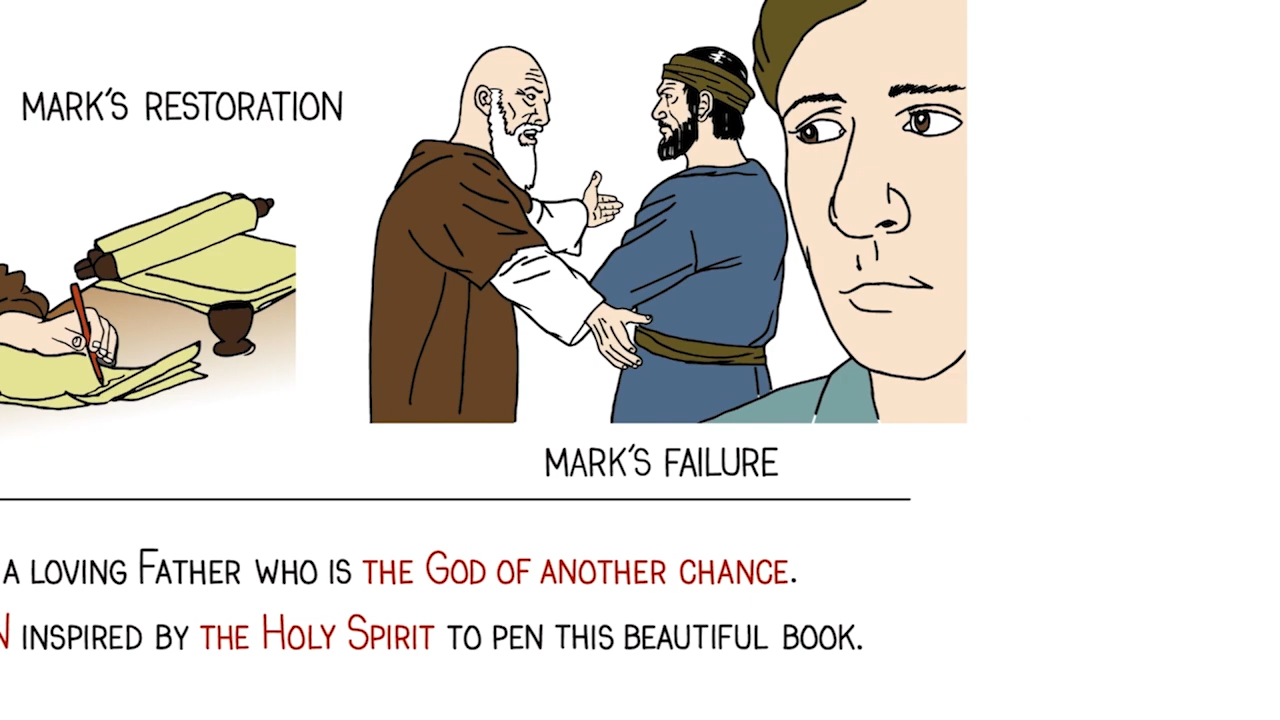 MARK'S RESTORATION
MARK'S FAILURE
A LOVING FATHER WHO IS THE GOD OF ANOTHER CHANCE.
INSPIRED BY THE HOLY SPIRIT TO PEN THIS BEAUTIFUL BOOK.